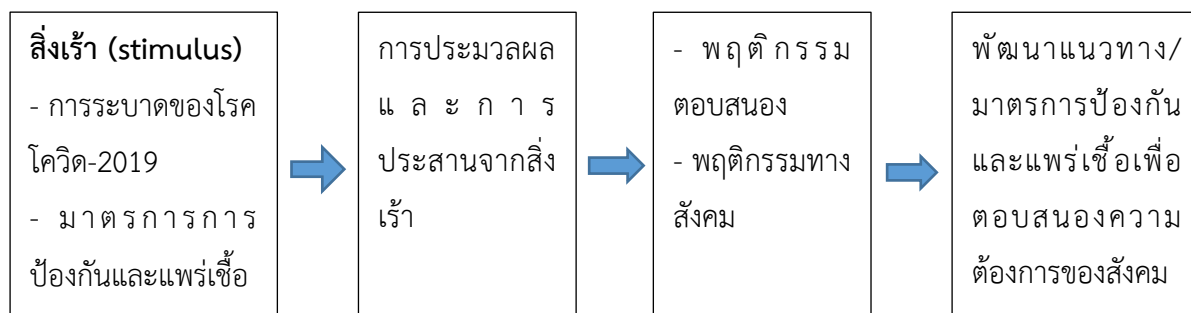 สิ่งเร้า (stimulus)
- การระบาดของโรค
โควิด-2019
- มาตรการการ
ป้องกันและแพร่เชื้อ
การประมวลผล
และการ
ประสานจากสิ่ง
เร้า
- พฤติกรรม
ตอบสนอง
- พฤติกรรมทาง
สังคม
พัฒนาแนวทาง/
มาตรการป้องกัน
และแพร่เชื้อเพื่อ
ตอบสนองความ
ต้องการของสังคม